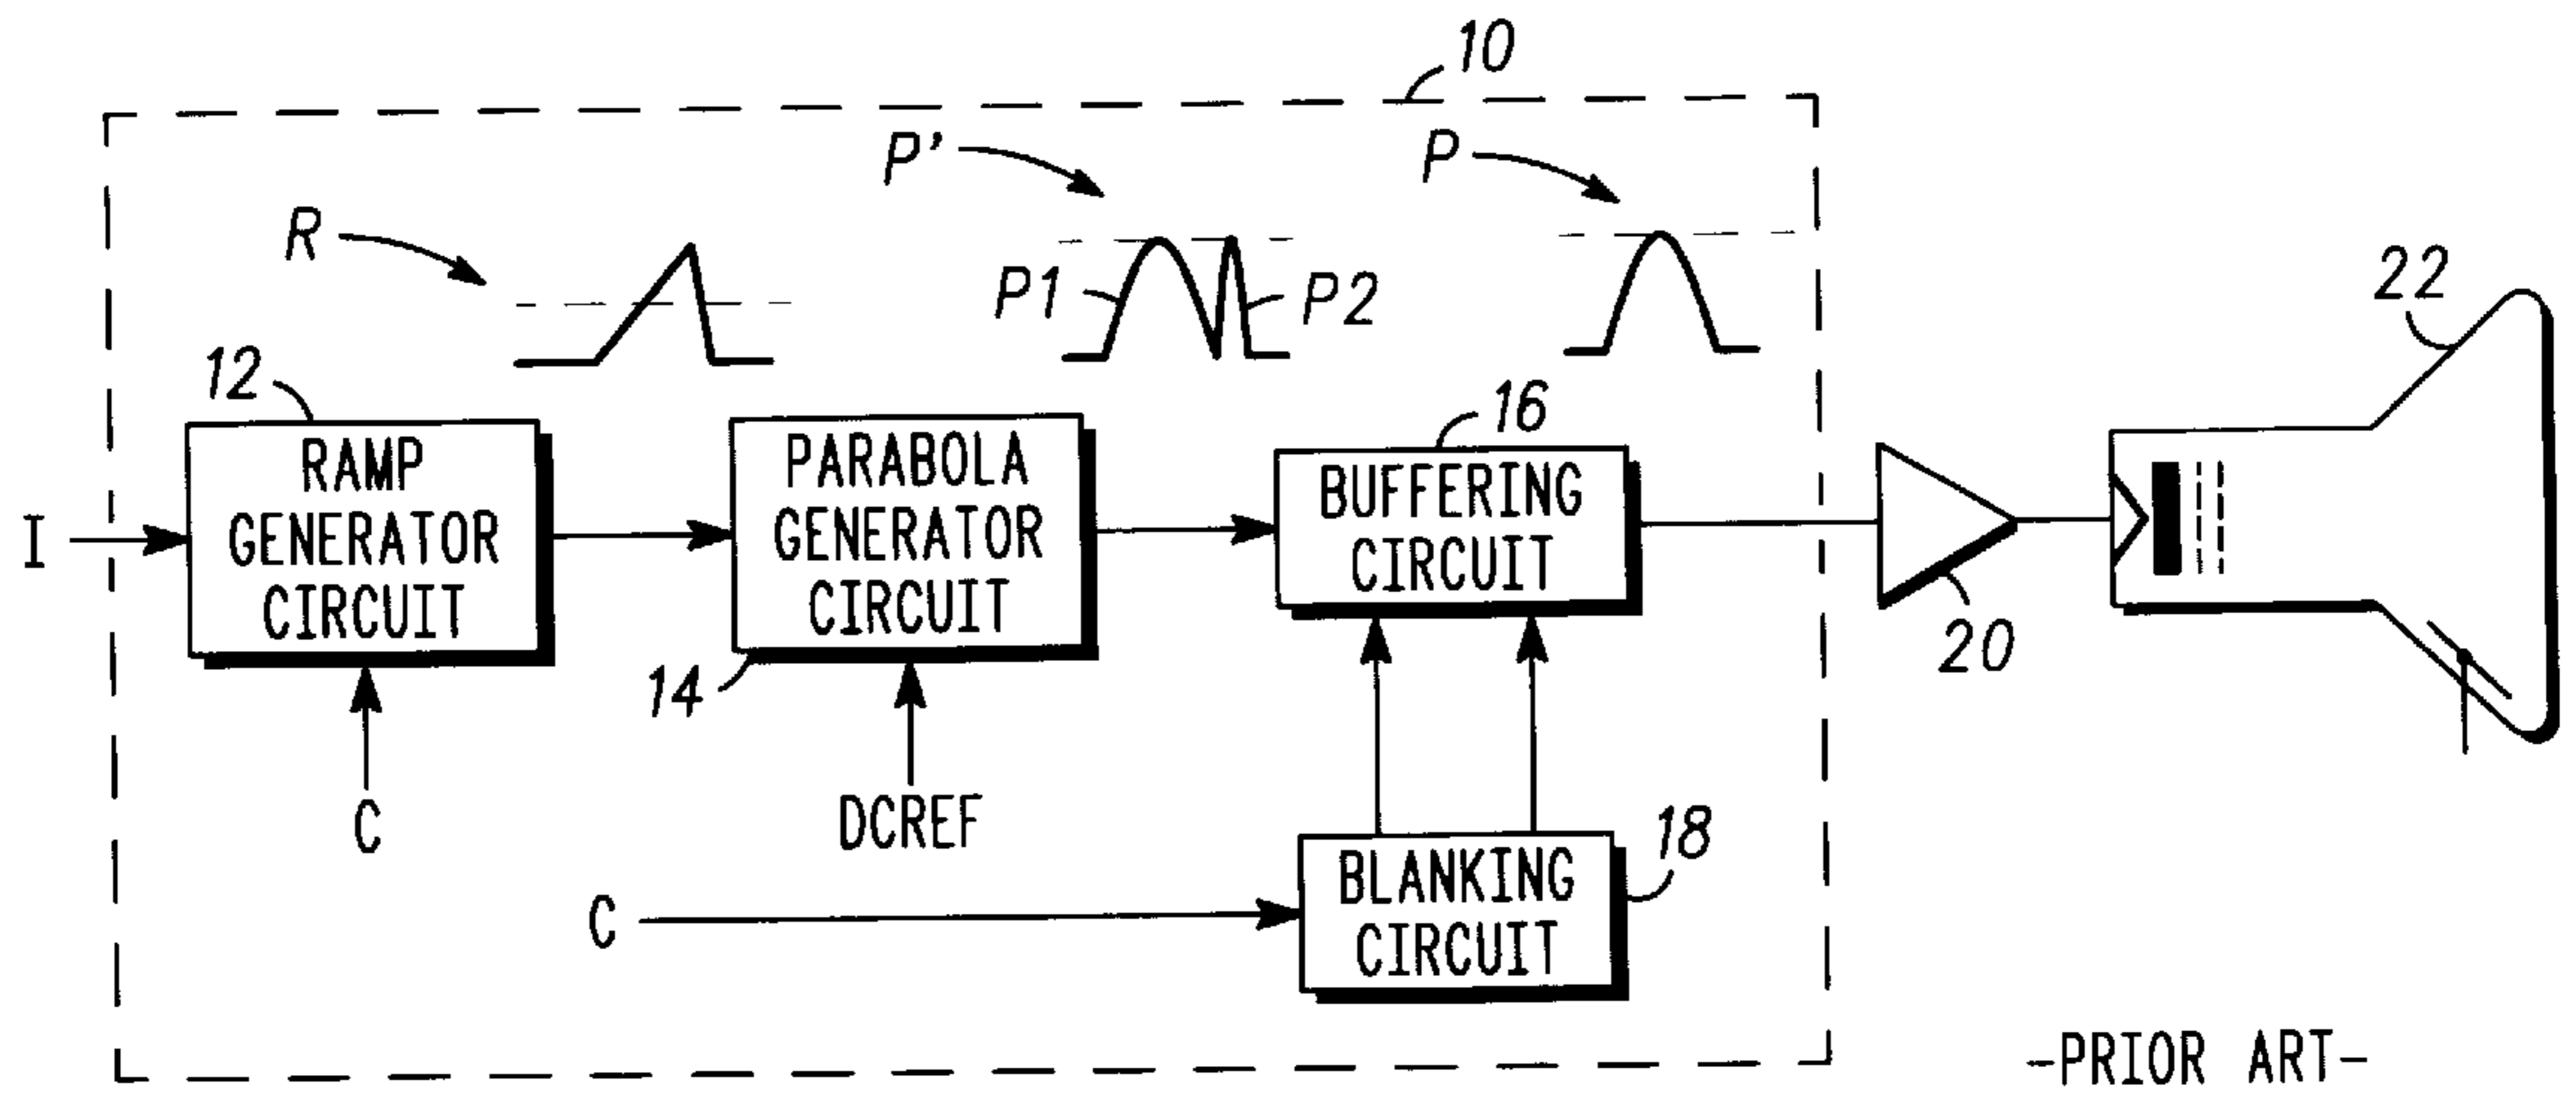 10
P'
P
R
P1
P2
22
12
16
RAMP
GENERATOR
CIRCUIT
PARABOLA
GENERATOR
CIRCUIT
BUFFERING
CIRCUIT
I
14
20
C
DCREF
18
BLANKING
CIRCUIT
C
-PRIOR ART-